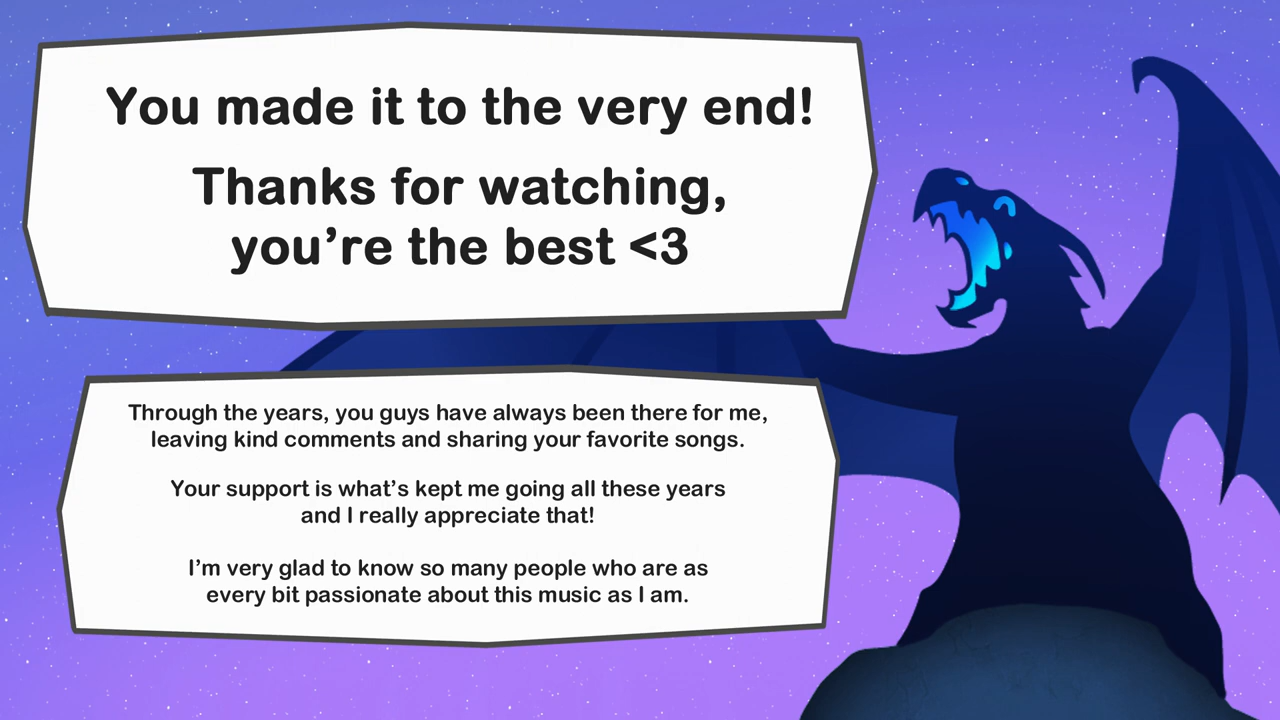 You made it to the very end!
Thanks for watching,
you’re the best <3
Through the years, you guys have always been there for me,
leaving kind comments and sharing your favorite songs.
Your support is what’s kept me going all these years
and I really appreciate that!
I’m very glad to know so many people who are as
every bit passionate about this music as I am.